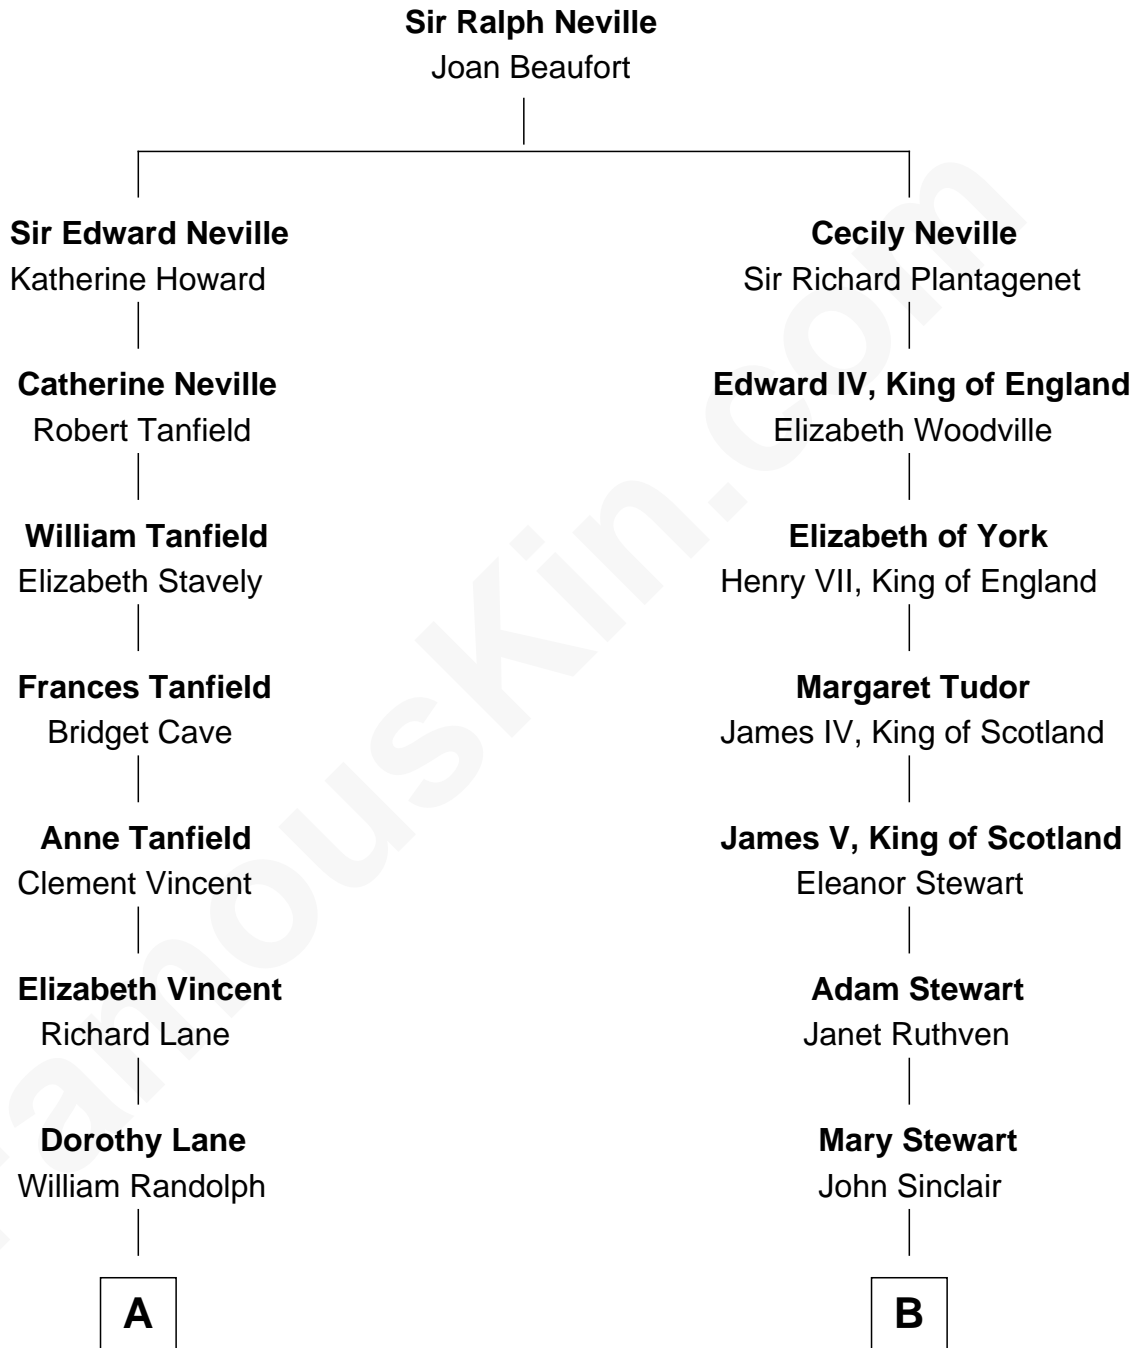 Sir Ralph Neville
Joan Beaufort
Sir Edward Neville
Katherine Howard
Cecily Neville
Sir Richard Plantagenet
Catherine Neville
Robert Tanfield
Edward IV, King of England
Elizabeth Woodville
William Tanfield
Elizabeth Stavely
Elizabeth of York
Henry VII, King of England
Frances Tanfield
Bridget Cave
Margaret Tudor
James IV, King of Scotland
Anne Tanfield
Clement Vincent
James V, King of Scotland
Eleanor Stewart
Elizabeth Vincent
Richard Lane
Adam Stewart
Janet Ruthven
Dorothy Lane
William Randolph
Mary Stewart
John Sinclair
A
B
FamousKin.com